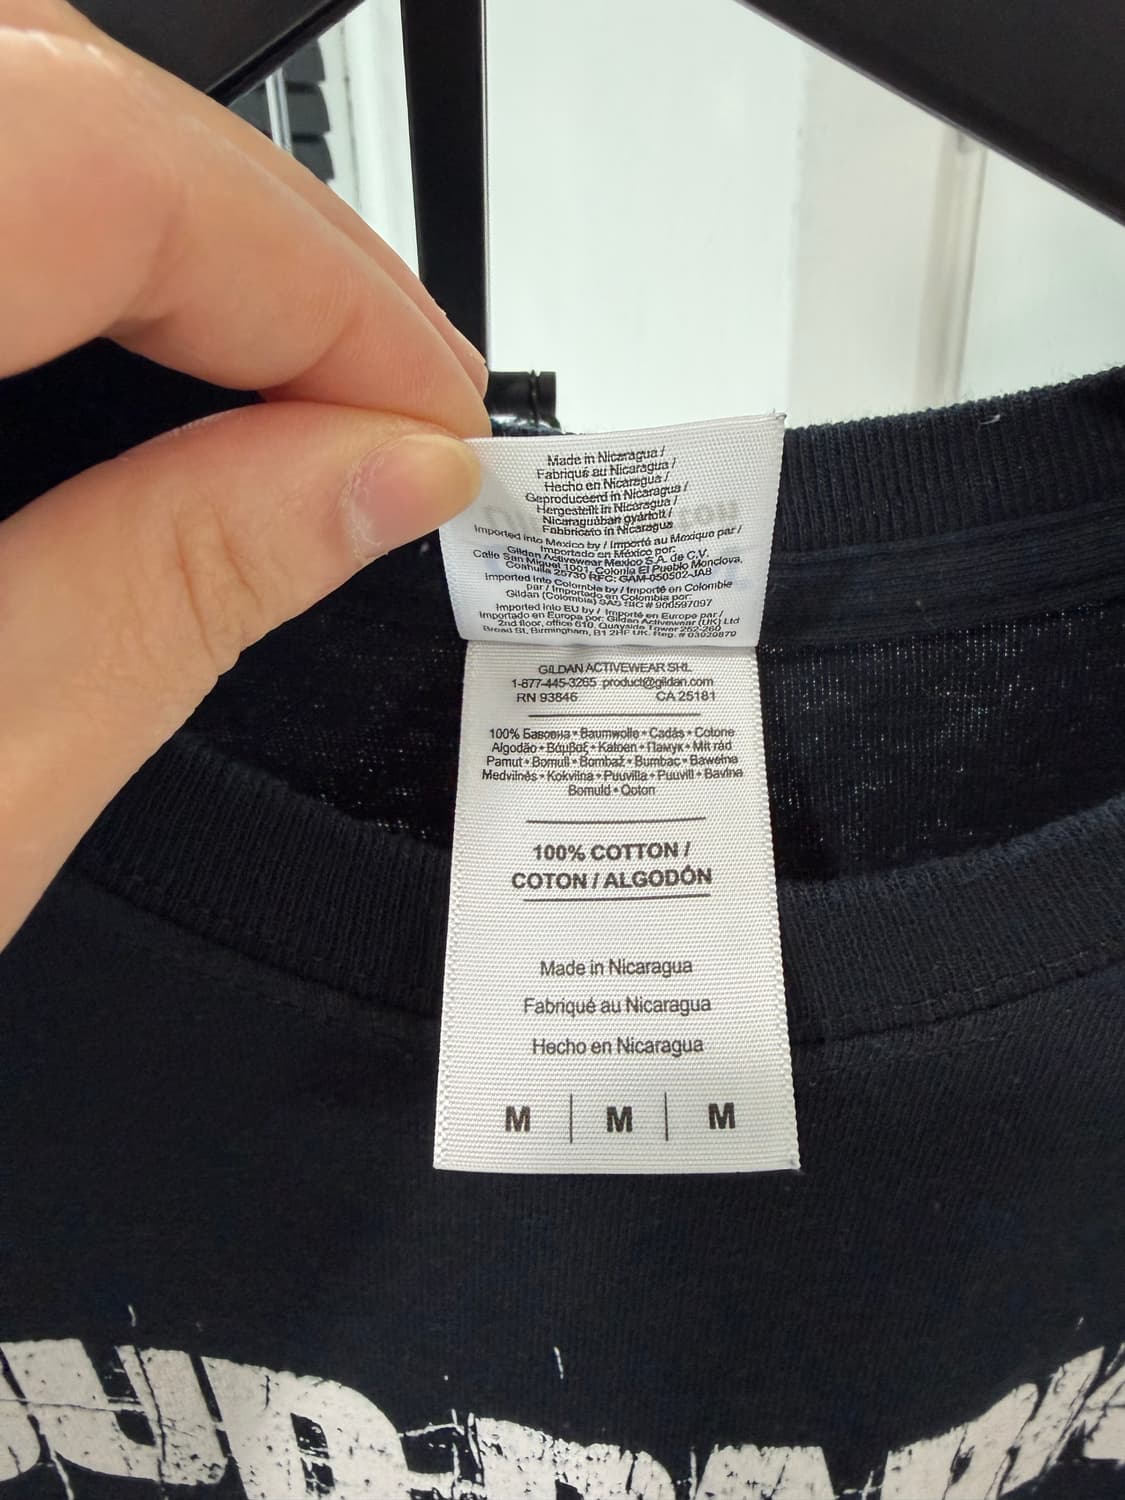 Made in Nicaragua /
Fabriqué au Nicaragua /
Hecho en Nicaragua /
Geproduceerd in Nicaragua /
Hergestellt in Nicaragua /
Nicaraguában gyártott /
Fabbricato in Nicaragua
Imported into Mexico by / Importé au Mexique par /
Importado en México por:
Gildan Activewear Mexico S.A. de C.V.
Calle San Miguel 1001, Colonia El Pueblo Monclova,
Coahuila 25730 RFC: GAM-050502-JA8
Imported into Colombia by / Importé en Colombie
par / Importado en Colombia por:
Gildan (Colombia) SAS SIC # 900597097
Imported into EU by / Importé en Europe par /
Importado en Europa por: Gildan Activewear (UK) Ltd
2nd floor, office 610, Quayside Tower 252-260
Broad St, Birmingham, B1 2HF UK. Reg. # 03929879
GILDAN ACTIVEWEAR SRL
1-877-445-3265 product@gildan.com
RN 93846 CA 25181
100% Бавовна • Baumwolle • Cadás • Cotone
Algodão • Βάμβαξ • Katoen • Памук • Mit rád
Pamut • Bomull • Bombaž • Bumbac • Bawełna
Medvilnės • Kokvilna • Puuvilla • Puuvill • Bavlna
Bomuld • Qoton
100% COTTON /
COTON / ALGODÓN
Made in Nicaragua
Fabriqué au Nicaragua
Hecho en Nicaragua
M | M | M